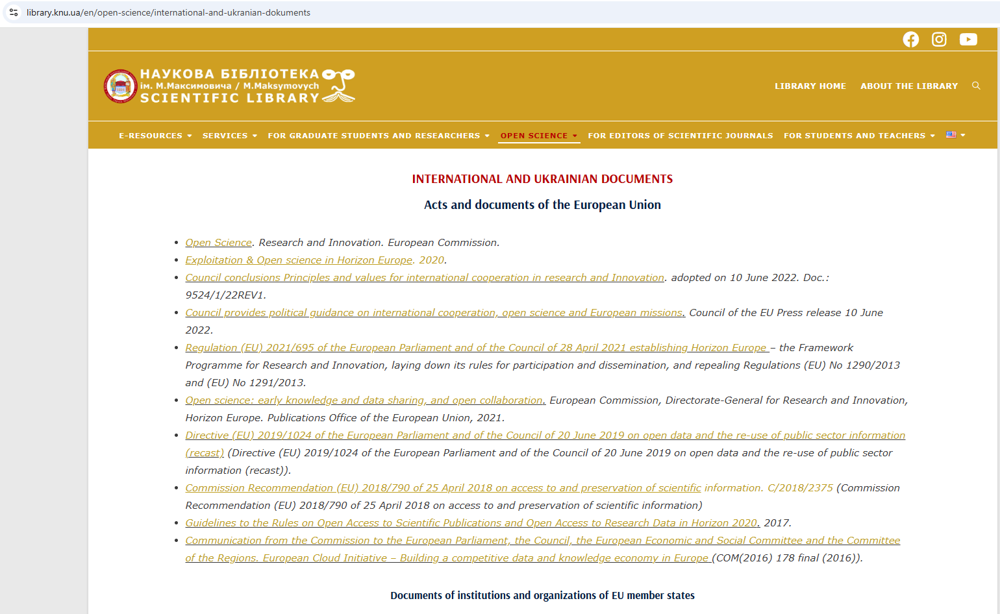 library.knu.ua/en/open-science/international-and-ukranian-dokuments
НАУКОВА БІБЛІОТЕКА
ім. М.Максимовича / M.Maksymovych
SCIENTIFIC LIBRARY
LIBRARY HOME ABOUT THE LIBRARY
E-RESOURCES SERVICES FOR GRADUATE STUDENTS AND RESEARCHERS OPEN SCIENCE FOR EDITORS OF SCIENTIFIC JOURNALS FOR STUDENTS AND TEACHERS
INTERNATIONAL AND UKRAINIAN DOCUMENTS
Acts and documents of the European Union
• Open Science. Research and Innovation. European Commission.
• Exploitation & Open science in Horizon Europe. 2020.
• Council conclusions Principles and values for international cooperation in research and Innovation. adopted on 10 June 2022. Doc.:
9524/1/22REV1.
• Council provides political guidance on international cooperation, open science and European missions. Council of the EU Press release 10 June
2022.
• Regulation (EU) 2021/695 of the European Parliament and of the Council of 28 April 2021 establishing Horizon Europe – the Framework
Programme for Research and Innovation, laying down its rules for participation and dissemination, and repealing Regulations (EU) No 1290/2013
and (EU) No 1291/2013.
• Open science: early knowledge and data sharing, and open collaboration. European Commission, Directorate-General for Research and Innovation,
Horizon Europe. Publications Office of the European Union, 2021.
• Directive (EU) 2019/1024 of the European Parliament and of the Council of 20 June 2019 on open data and the re-use of public sector information
(recast) (Directive (EU) 2019/1024 of the European Parliament and of the Council of 20 June 2019 on open data and the re-use of public sector
information (recast)).
• Commission Recommendation (EU) 2018/790 of 25 April 2018 on access to and preservation of scientific information. C/2018/2375 (Commission
Recommendation (EU) 2018/790 of 25 April 2018 on access to and preservation of scientific information)
• Guidelines to the Rules on Open Access to Scientific Publications and Open Access to Research Data in Horizon 2020. 2017.
• Communication from the Commission to the European Parliament, the Council, the European Economic and Social Committee and the Committee
of the Regions. European Cloud Initiative – Building a competitive data and knowledge economy in Europe (COM(2016) 178 final (2016)).
Documents of institutions and organizations of EU member states